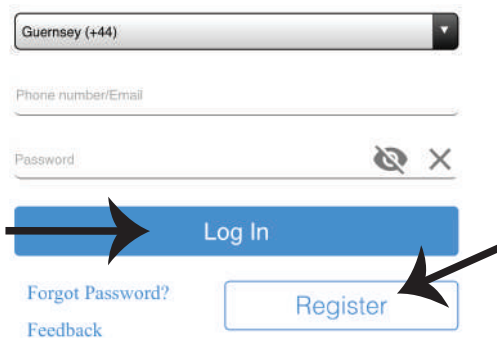 Guernsey (+44)
Phone number/Email
Password
Log In
Forgot Password?
Register
Feedback